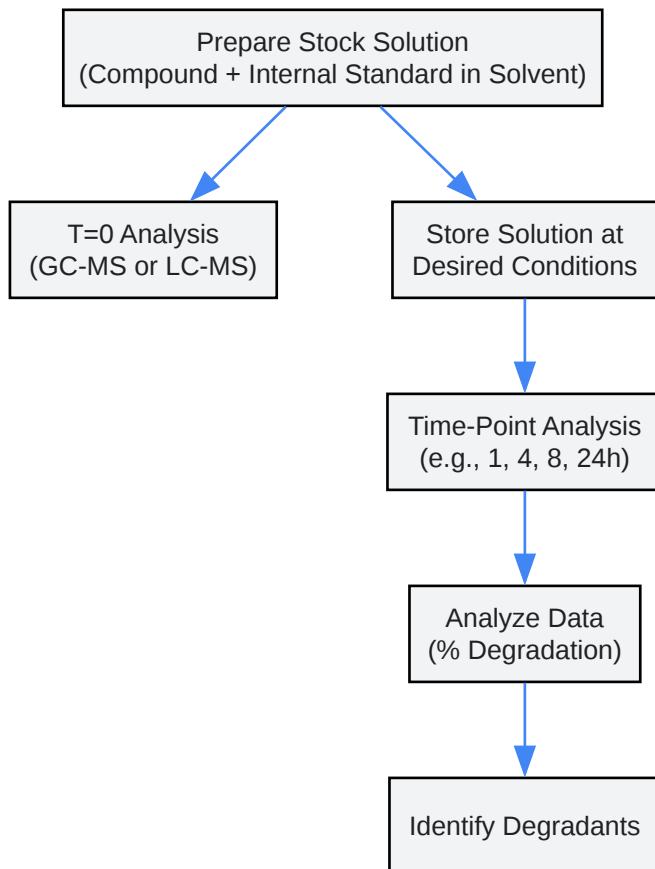 Prepare Stock Solution
(Compound + Internal Standard in Solvent)
T=0 Analysis
(GC-MS or LC-MS)
Store Solution at
Desired Conditions
Time-Point Analysis
(e.g., 1, 4, 8, 24h)
Analyze Data
(% Degradation)
Identify Degradants